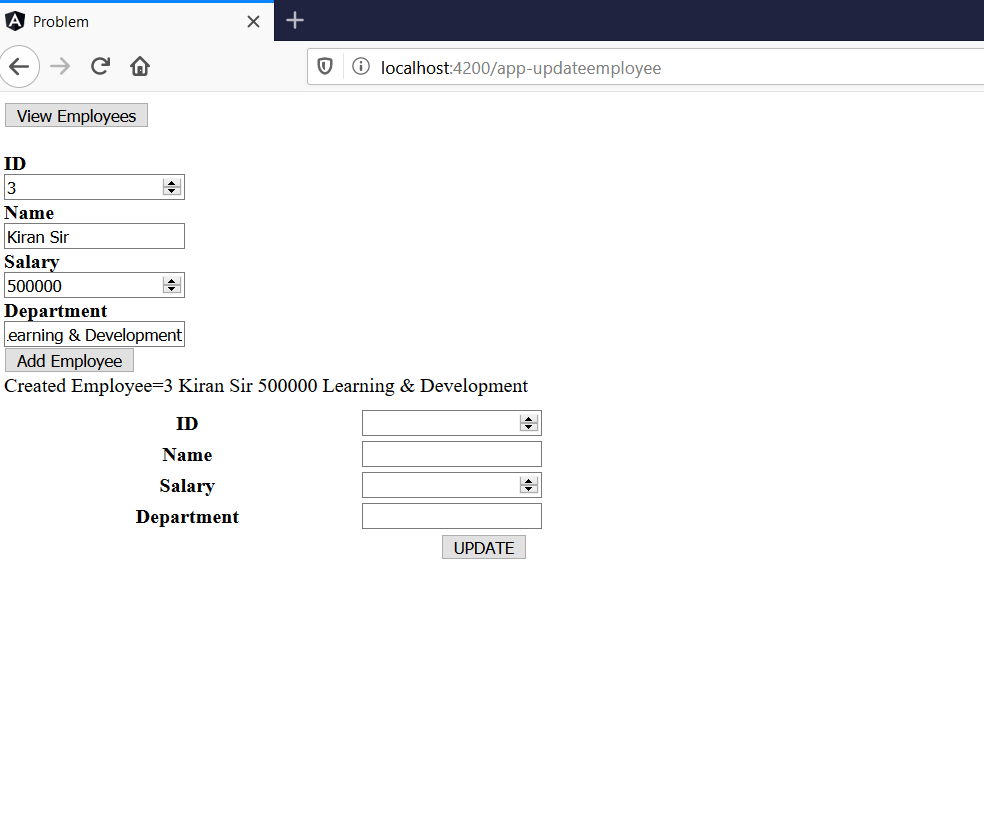 Problem
localhost:4200/app-updateemployee
View Employees
ID
3
Name
Kiran Sir
Salary
500000
Department
earning & Development
Add Employee
Created Employee=3 Kiran Sir 500000 Learning & Development
ID
Name
Salary
Department
UPDATE